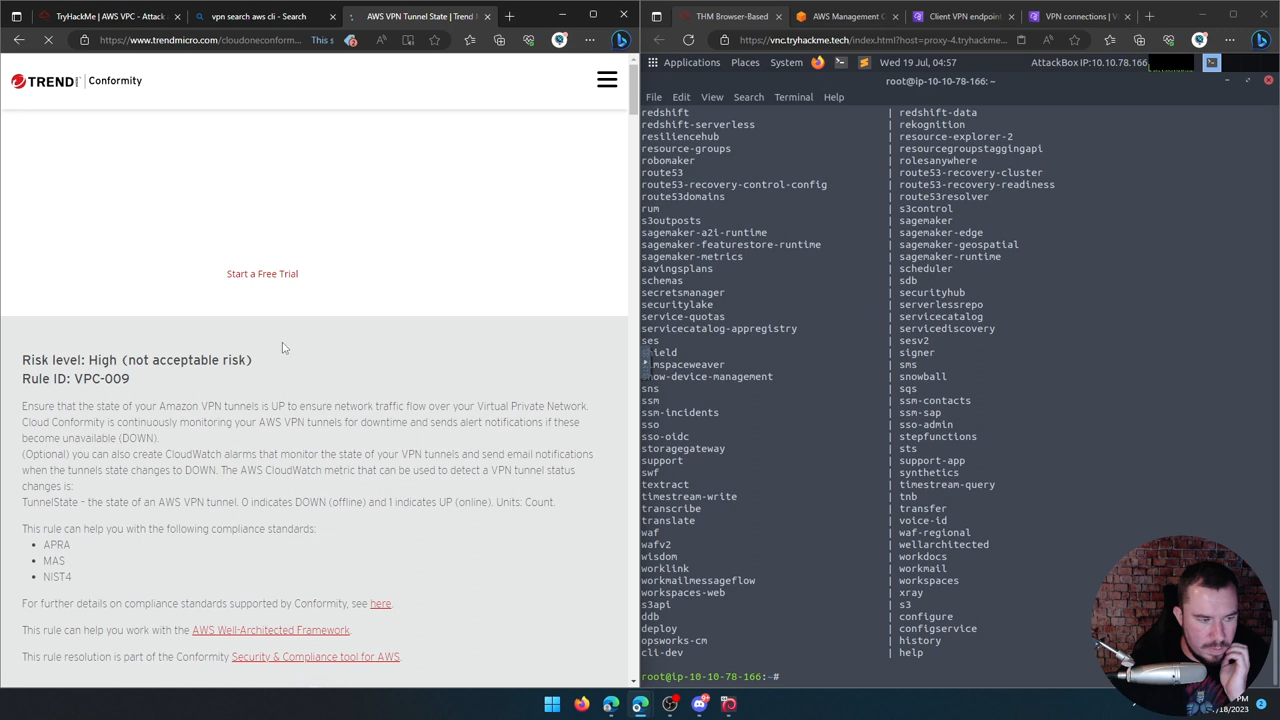 TryHackMe | AWS VPC - Attack
vpn search aws cli - Search
AWS VPN Tunnel State | Trend M
THM Browser-Based
AWS Management C
Client VPN endpoint
VPN connections | V
https://www.trendmicro.com/cloudoneconform...
This s
https://vnc.tryhackme.tech/index.html?host=proxy-4.tryhackme...
Applications Places System
Wed 19 Jul, 04:57
AttackBox IP:10.10.78.166
TREND MICRO | Conformity
root@ip-10-10-78-166: ~
File Edit View Search Terminal Help
Start a Free Trial
Risk level: High (not acceptable risk)
Rule ID: VPC-009
Ensure that the state of your Amazon VPN tunnels is UP to ensure network traffic flow over your Virtual Private Network.
Cloud Conformity is continuously monitoring your AWS VPN tunnels for downtime and sends alert notifications if these
become unavailable (DOWN).
(Optional) you can also create CloudWatch alarms that monitor the state of your VPN tunnels and send email notifications
when the tunnels state changes to DOWN. The AWS CloudWatch metric that can be used to detect a VPN tunnel status
changes is:
TunnelState – the state of an AWS VPN tunnel. 0 indicates DOWN (offline) and 1 indicates UP (online). Units: Count.
This rule can help you with the following compliance standards:
• APRA
• MAS
• NIST4
For further details on compliance standards supported by Conformity, see here.
This rule can help you work with the AWS Well-Architected Framework.
This rule resolution is part of the Conformity Security & Compliance tool for AWS.
redshift | redshift-data
redshift-serverless | rekognition
resiliencehub | resource-explorer-2
resource-groups | resourcegroupstaggingapi
robomaker | rolesanywhere
route53 | route53-recovery-cluster
route53-recovery-control-config | route53-recovery-readiness
route53domains | route53resolver
rum | s3control
s3outposts | sagemaker
sagemaker-a2i-runtime | sagemaker-edge
sagemaker-featurestore-runtime | sagemaker-geospatial
sagemaker-metrics | sagemaker-runtime
savingsplans | scheduler
schemas | sdb
secretsmanager | securityhub
securitylake | serverlessrepo
service-quotas | servicecatalog
servicecatalog-appregistry | servicediscovery
ses | sesv2
shield | signer
simspaceweaver | sms
snow-device-management | snowball
sns | sqs
ssm | ssm-contacts
ssm-incidents | ssm-sap
sso | sso-admin
sso-oidc | stepfunctions
storagegateway | sts
support | support-app
swf | synthetics
textract | timestream-query
timestream-write | tnb
transcribe | transfer
translate | voice-id
waf | waf-regional
wafv2 | wellarchitected
wisdom | workdocs
worklink | workmail
workmailmessageflow | workspaces
workspaces-web | xray
s3api | s3
ddb | configure
deploy | configservice
opsworks-cm | history
cli-dev | help
root@ip-10-10-78-166:~#
PM
/18/2023